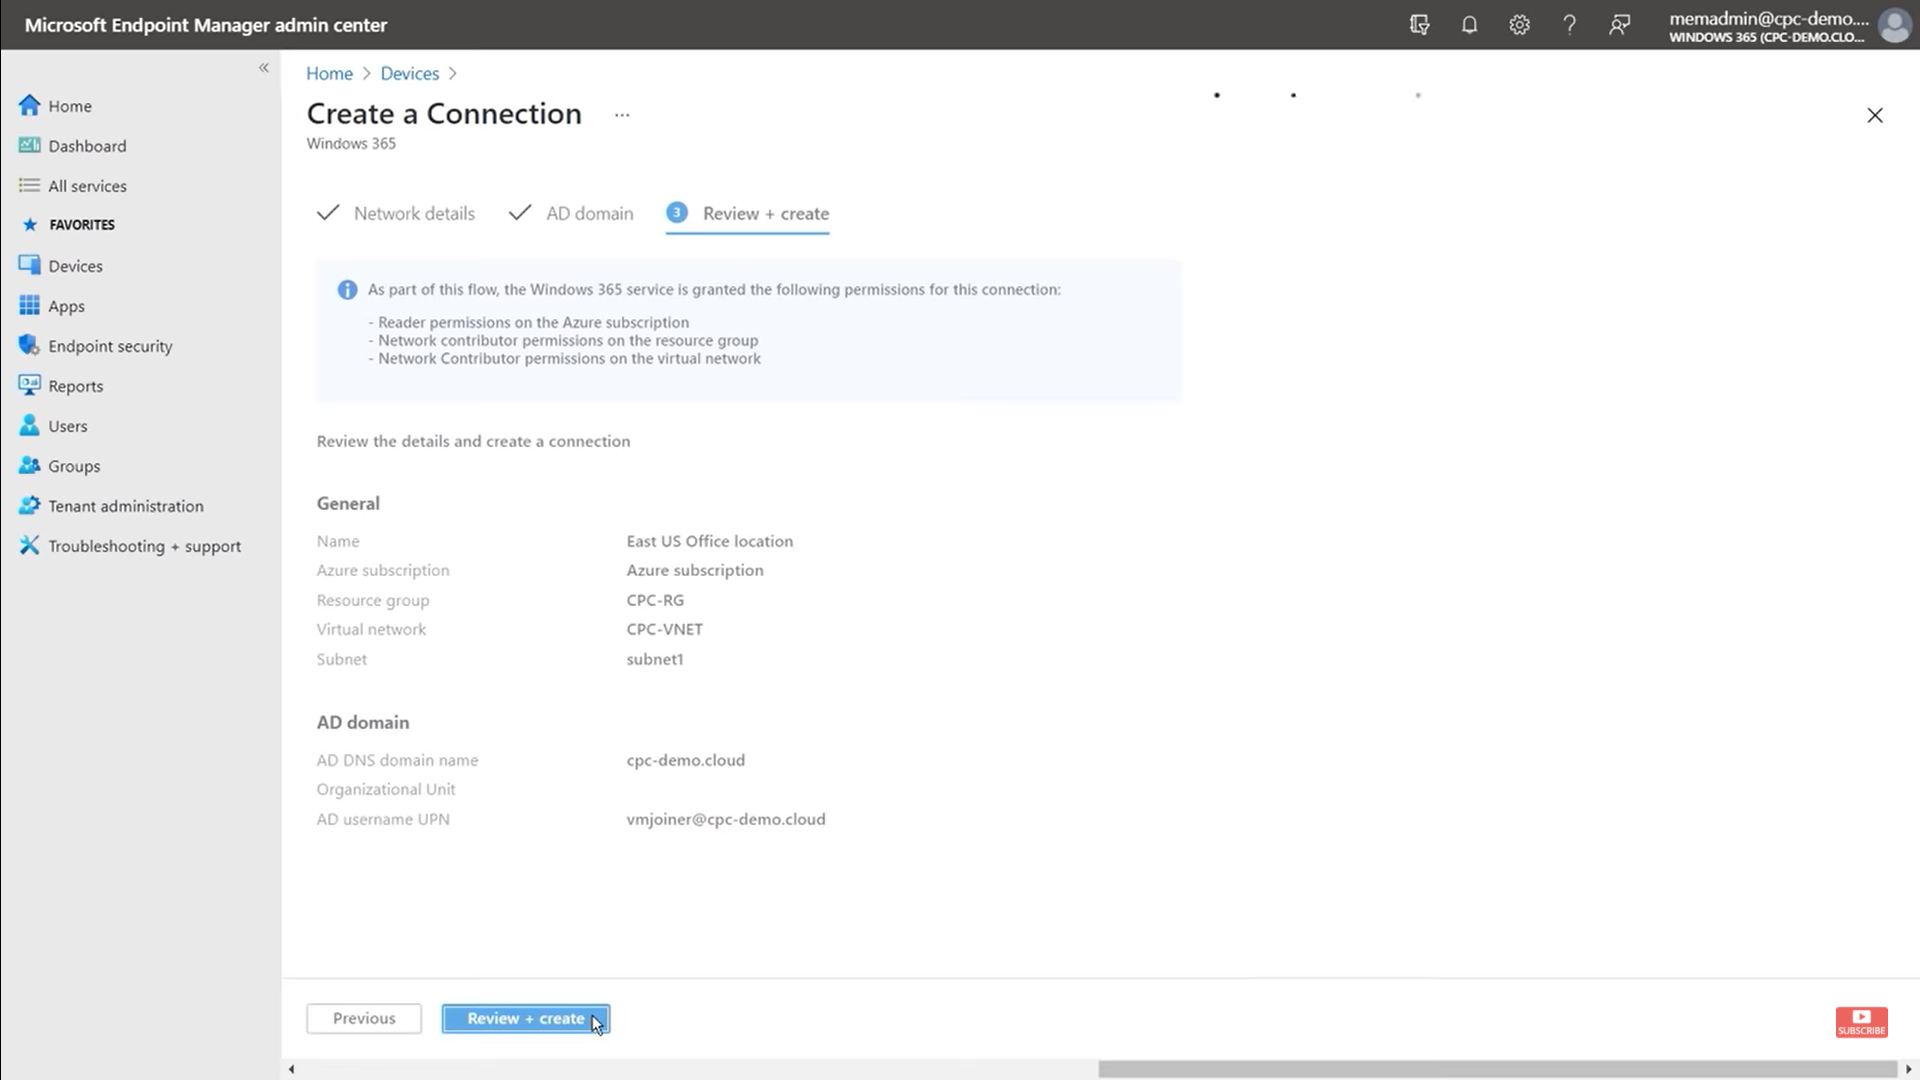 Microsoft Endpoint Manager admin center
memadmin@cpc-demo....
WINDOWS 365 (CPC-DEMO.CLO...
Home
Dashboard
All services
FAVORITES
Devices
Apps
Endpoint security
Reports
Users
Groups
Tenant administration
Troubleshooting + support
Home > Devices >
Create a Connection ...
Windows 365
Network details AD domain 3 Review + create
As part of this flow, the Windows 365 service is granted the following permissions for this connection:
- Reader permissions on the Azure subscription
- Network contributor permissions on the resource group
- Network Contributor permissions on the virtual network
Review the details and create a connection
General
Name East US Office location
Azure subscription Azure subscription
Resource group CPC-RG
Virtual network CPC-VNET
Subnet subnet1
AD domain
AD DNS domain name cpc-demo.cloud
Organizational Unit
AD username UPN vmjoiner@cpc-demo.cloud
Previous Review + create
SUBSCRIBE